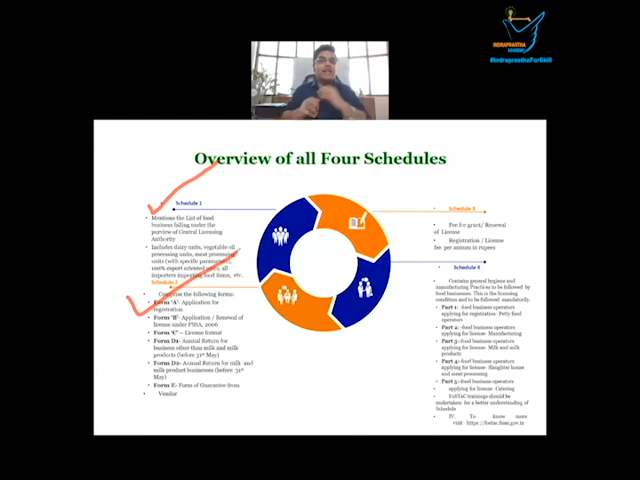 INDRAPRASTHA
ACADEMY
#IndraprasthaForSkill
Overview of all Four Schedules
Schedule 1
• Mentions the List of food
business falling under the
purview of Central Licensing
Authority
• Includes dairy units, vegetable oil
processing units, meat processing
units (with specific parameters),
100% export oriented units, all
importers importing food items, etc.
Schedule 2
• Comprise the following forms:
• Form 'A'- Application for
registration
• Form 'B'- Application / Renewal of
license under FSSA, 2006
• Form 'C' – License format
• Form D1- Annual Return for
business other than milk and milk
products (before 31st May)
• Form D2- Annual Return for milk and
milk product businesses (before 31st
May)
• Form E- Form of Guarantee from
• Vendor
• Schedule 3
• Fee for grant/ Renewal
of License
• Registration / License
fee per annum in rupees
• Schedule 4
• Contains general hygiene and
manufacturing Practices to be followed by
food businesses. This is the licensing
condition and to be followed mandatorily.
• Part 1- food business operators
applying for registration- Petty food
operators
• Part 2- food business operators
applying for license- Manufacturing
• Part 3- food business operators
applying for license- Milk and milk
products
• Part 4- food business operators
applying for license- Slaughter house
and meat processing
• Part 5- food business operators
• applying for license- Catering
• FoSTaC trainings should be
undertaken for a better understanding of
Schedule
• IV. To know more
visit https://fostac.fssai.gov.in